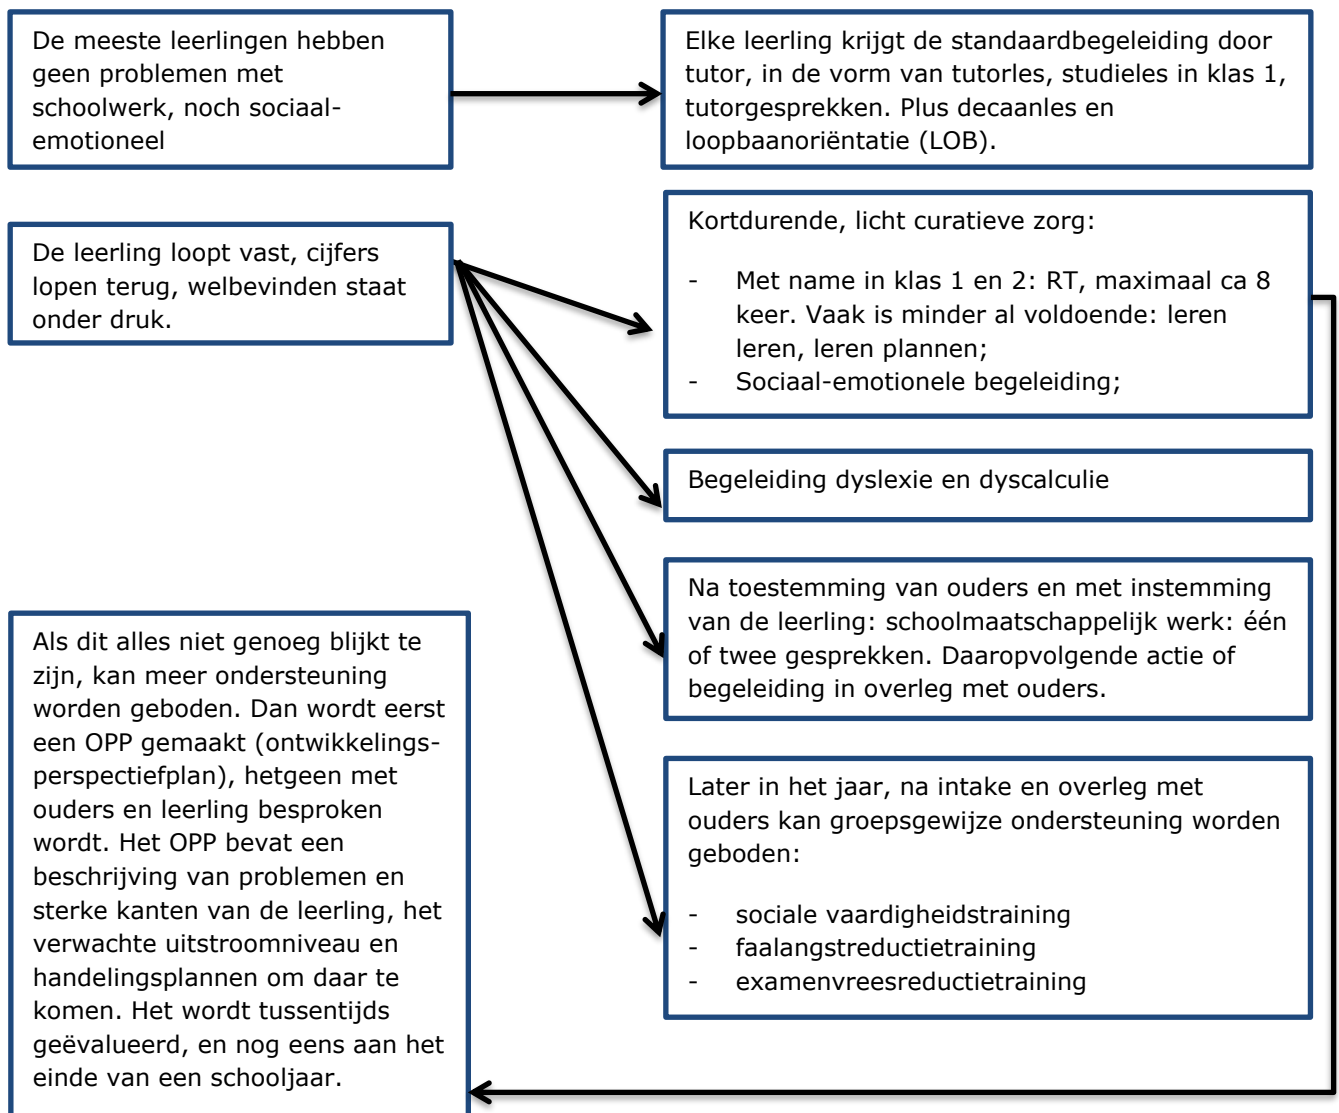 De meeste leerlingen hebben
geen problemen met
schoolwerk, noch sociaal-
emotioneel
Elke leerling krijgt de standaardbegeleiding door
tutor, in de vorm van tutorles, studieles in klas 1,
tutorgesprekken. Plus decaanles en
loopbaanoriëntatie (LOB).
De leerling loopt vast, cijfers
lopen terug, welbevinden staat
onder druk.
Kortdurende, licht curatieve zorg:
- Met name in klas 1 en 2: RT, maximaal ca 8
keer. Vaak is minder al voldoende: leren
leren, leren plannen;
- Sociaal-emotionele begeleiding;
Begeleiding dyslexie en dyscalculie
Na toestemming van ouders en met instemming
van de leerling: schoolmaatschappelijk werk: één
of twee gesprekken. Daaropvolgende actie of
begeleiding in overleg met ouders.
Later in het jaar, na intake en overleg met
ouders kan groepsgewijze ondersteuning worden
geboden:
- sociale vaardigheidstraining
- faalangstreductietraining
- examenvreesreductietraining
Als dit alles niet genoeg blijkt te
zijn, kan meer ondersteuning
worden geboden. Dan wordt eerst
een OPP gemaakt (ontwikkelings-
perspectiefplan), hetgeen met
ouders en leerling besproken
wordt. Het OPP bevat een
beschrijving van problemen en
sterke kanten van de leerling, het
verwachte uitstroomniveau en
handelingsplannen om daar te
komen. Het wordt tussentijds
geëvalueerd, en nog eens aan het
einde van een schooljaar.